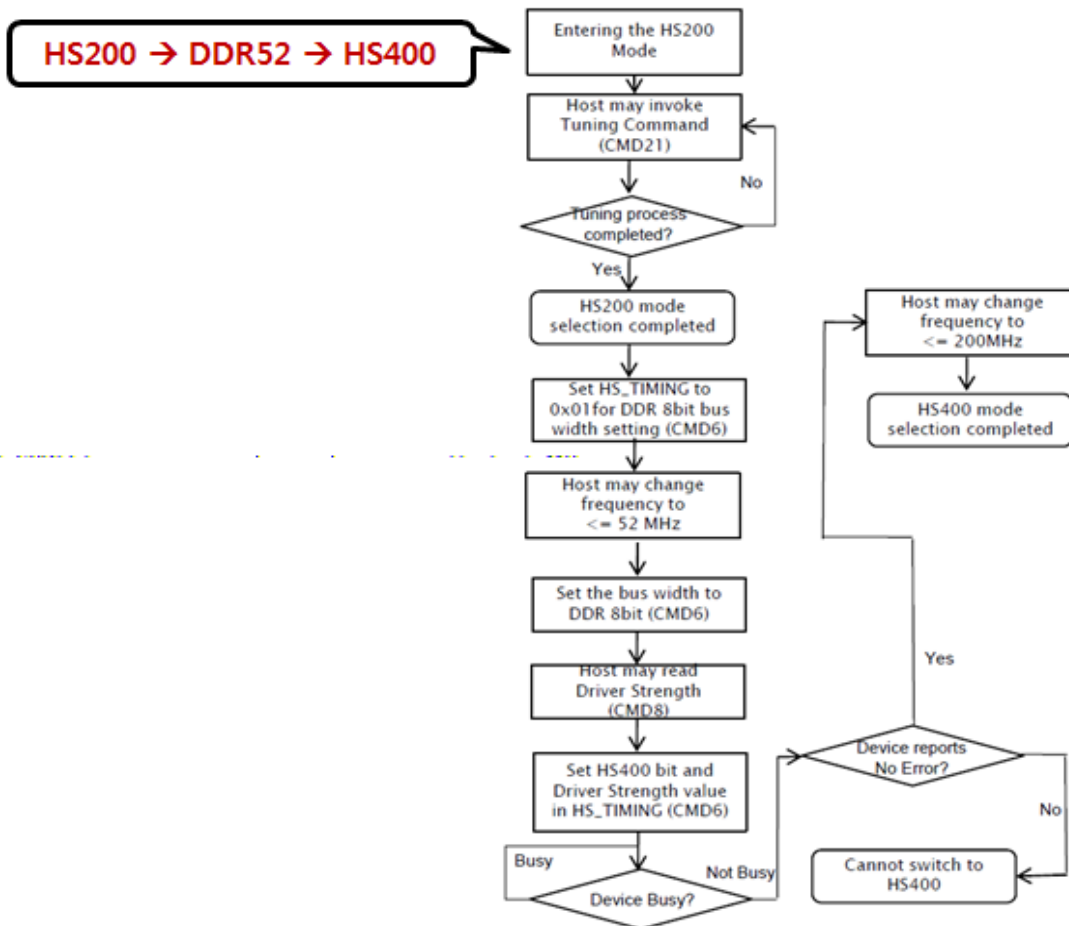 HS200 → DDR52 → HS400
Entering the HS200
Mode
Host may invoke
Tuning Command
(CMD21)
No
Tuning process
completed?
Yes
HS200 mode
selection completed
Set HS_TIMING to
0x01for DDR 8bit bus
width setting (CMD6)
Host may change
frequency to
<= 52 MHz
Set the bus width to
DDR 8bit (CMD6)
Host may read
Driver Strength
(CMD8)
Set HS400 bit and
Driver Strength value
in HS_TIMING (CMD6)
Busy
Not Busy
Device Busy?
Host may change
frequency to
<= 200MHz
HS400 mode
selection completed
Yes
Device reports
No Error?
No
Cannot switch to
HS400